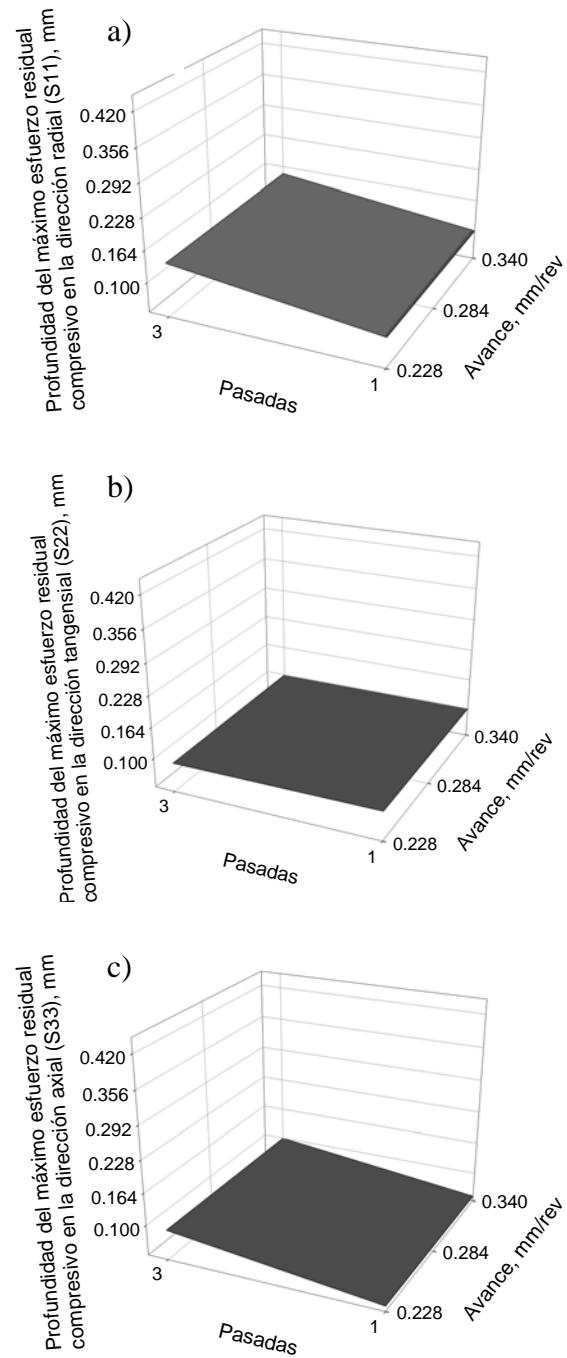 a)
Profundidad del máximo esfuerzo residual
compresivo en la dirección radial (S11), mm
0.420
0.356
0.292
0.228
0.164
0.100
3
Pasadas
1
0.228
0.284
0.340
Avance, mm/rev
b)
Profundidad del máximo esfuerzo residual
compresivo en la dirección tangensial (S22), mm
0.420
0.356
0.292
0.228
0.164
0.100
3
Pasadas
1
0.228
0.284
0.340
Avance, mm/rev
c)
Profundidad del máximo esfuerzo residual
compresivo en la dirección axial (S33), mm
0.420
0.356
0.292
0.228
0.164
0.100
3
Pasadas
1
0.228
0.284
0.340
Avance, mm/rev